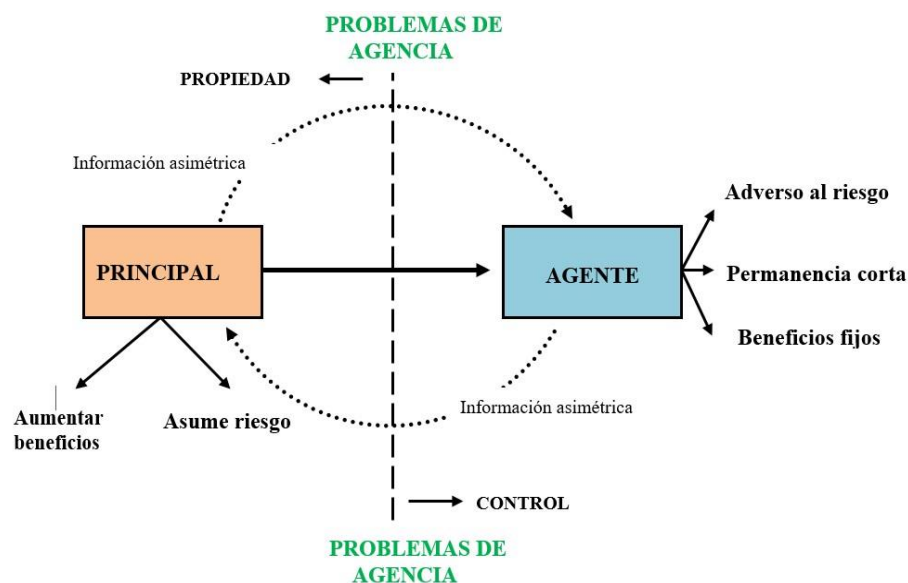 PROBLEMAS DE
AGENCIA
PROPIEDAD
Información asimétrica
Adverso al riesgo
PRINCIPAL
AGENTE
Permanencia corta
Beneficios fijos
Aumentar
beneficios
Asume riesgo
Información asimétrica
CONTROL
PROBLEMAS DE
AGENCIA